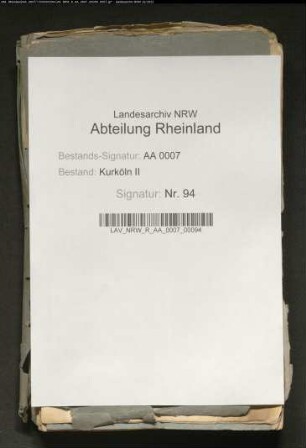 Landesarchiv NRW
Abteilung Rheinland
Bestands-Signatur: AA 0007
Bestand: Kurköln II
Signatur: Nr. 94
LAV_NRW_R_AA_0007_00094